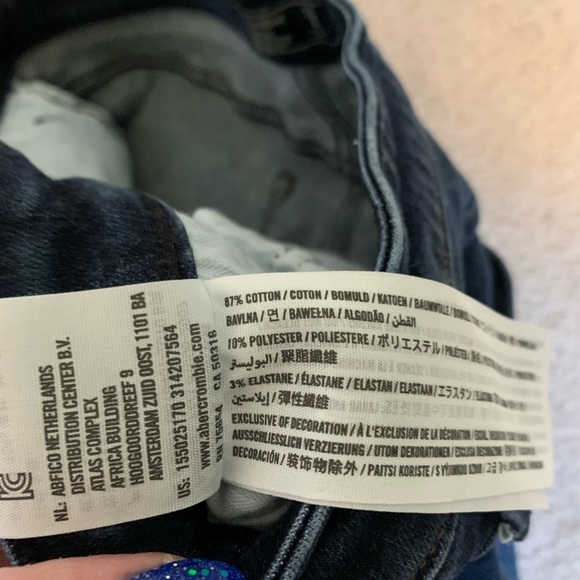 NL: ABFICO NETHERLANDS
DISTRIBUTION CENTER B.V.
ATLAS COMPLEX
AFRICA BUILDING
HOOGOORDDREEF 9
AMSTERDAM ZUID OOST, 1101 BA
US: 155025170 314207564
www.abercrombie.com
CA 50316
87% COTTON / COTON / BOMULD / KATOEN / BAUMWOLLE /
BAVLNA / 면 / BAWEŁNA / ALGODÃO / القطن
10% POLYESTER / POLIESTERE / ポリエステル /
البوليستر / 聚脂纖維
3% ELASTANE / ÉLASTANE / ELASTAN / ELASTAAN / エラスタン /
إيلاستين / 彈性纖維
EXCLUSIVE OF DECORATION / À L'EXCLUSION DE LA DÉCORATION /
AUSSCHLIESSLICH VERZIERUNG / UTOM DEKORATIONEN /
DECORACIÓN / 装饰物除外 / PAITSI KORISTE /